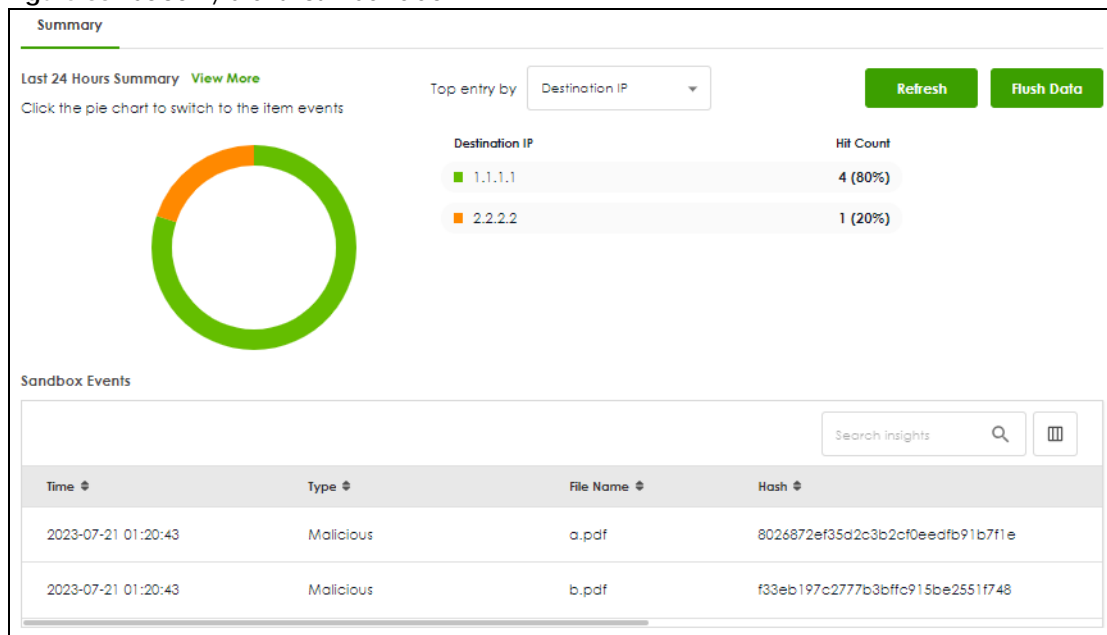 Summary
Last 24 Hours Summary View More
Click the pie chart to switch to the item events
Top entry by Destination IP
Refresh
Flush Data
Destination IP Hit Count
1.1.1.1 4 (80%)
2.2.2.2 1 (20%)
Sandbox Events
Search insights
Time Type File Name Hash
2023-07-21 01:20:43 Malicious a.pdf 8026872ef35d2c3b2cf0eedfb91b7f1e
2023-07-21 01:20:43 Malicious b.pdf f33eb197c2777b3bffc915be2551f748